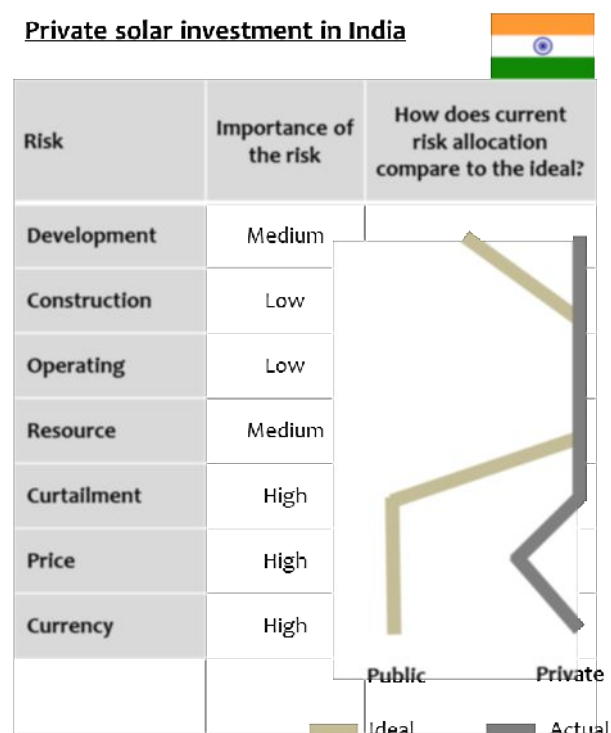 Private solar investment in India
Risk
Importance of
the risk
How does current
risk allocation
compare to the ideal?
Development
Medium
Construction
Low
Operating
Low
Resource
Medium
Curtailment
High
Price
High
Currency
High
Public
Private
Ideal
Actual